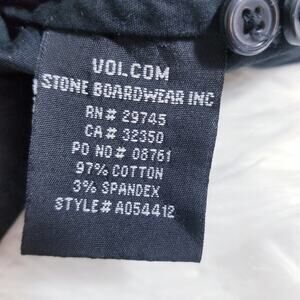 VOLCOM
STONE BOARDWEAR INC
RN# 29745
CA# 32350
PO NO# 08761
97% COTTON
3% SPANDEX
STYLE# A054412